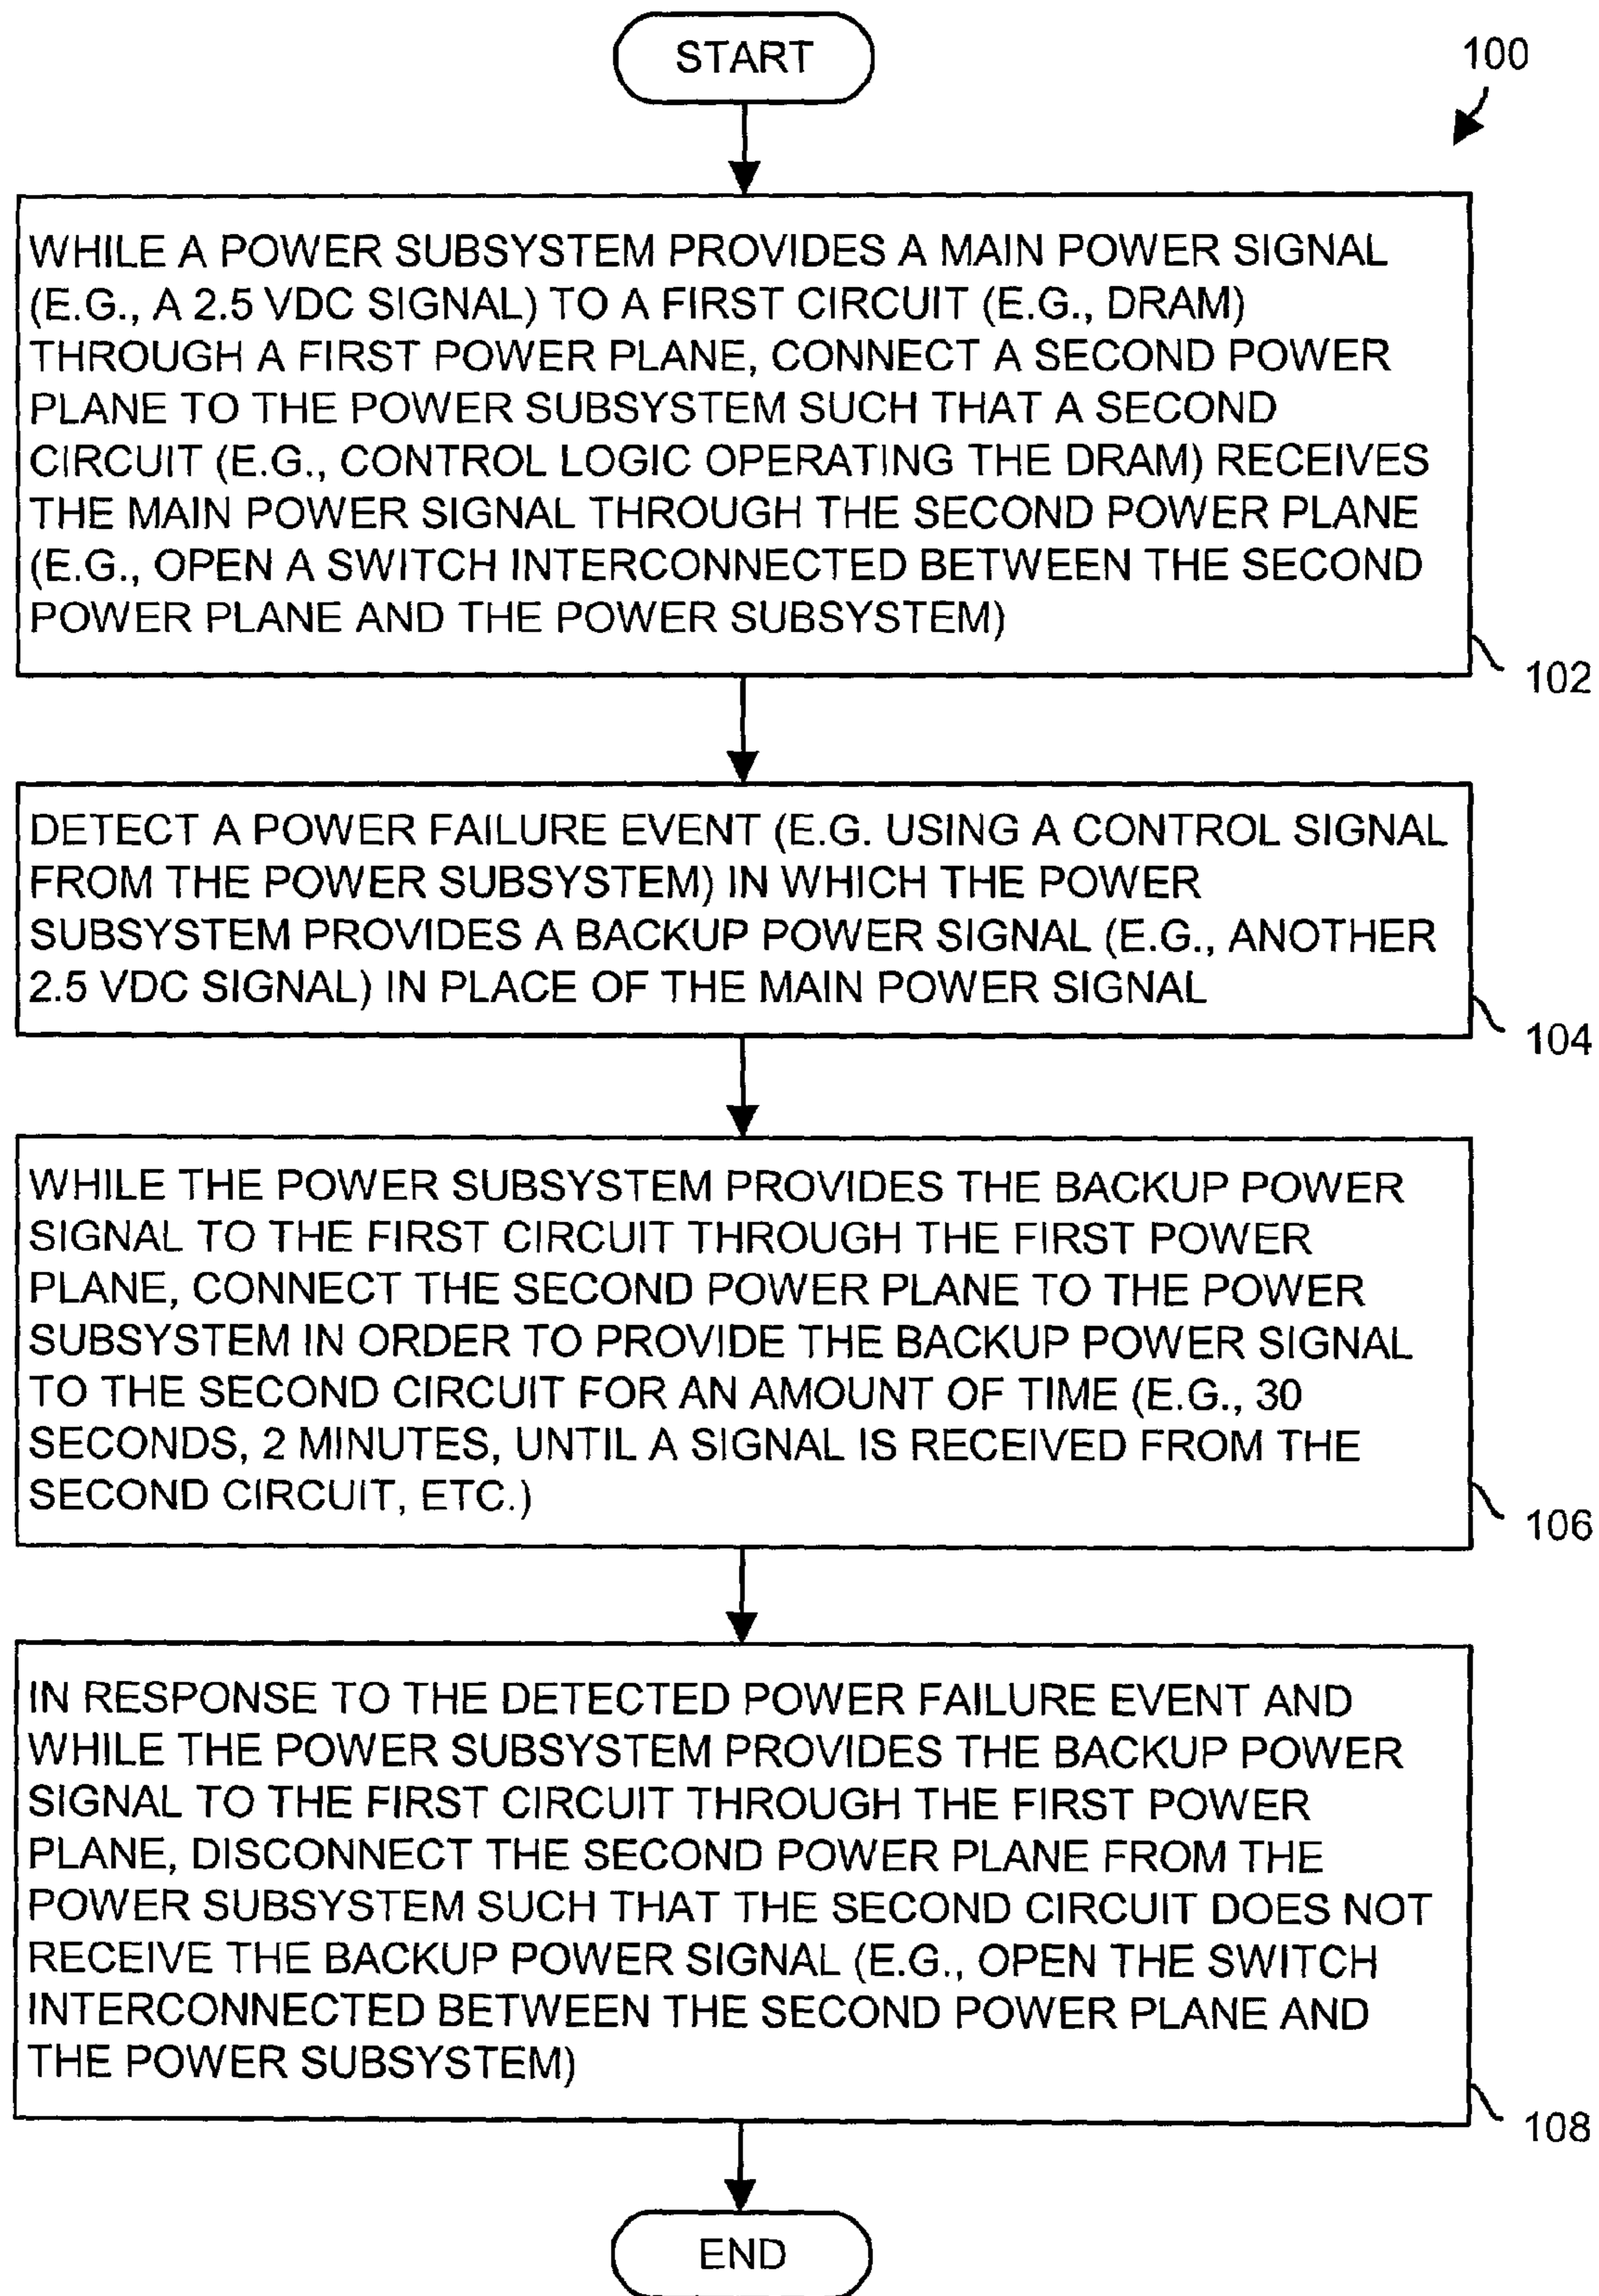 START
100
WHILE A POWER SUBSYSTEM PROVIDES A MAIN POWER SIGNAL
(E.G., A 2.5 VDC SIGNAL) TO A FIRST CIRCUIT (E.G., DRAM)
THROUGH A FIRST POWER PLANE, CONNECT A SECOND POWER
PLANE TO THE POWER SUBSYSTEM SUCH THAT A SECOND
CIRCUIT (E.G., CONTROL LOGIC OPERATING THE DRAM) RECEIVES
THE MAIN POWER SIGNAL THROUGH THE SECOND POWER PLANE
(E.G., OPEN A SWITCH INTERCONNECTED BETWEEN THE SECOND
POWER PLANE AND THE POWER SUBSYSTEM)
102
DETECT A POWER FAILURE EVENT (E.G. USING A CONTROL SIGNAL
FROM THE POWER SUBSYSTEM) IN WHICH THE POWER
SUBSYSTEM PROVIDES A BACKUP POWER SIGNAL (E.G., ANOTHER
2.5 VDC SIGNAL) IN PLACE OF THE MAIN POWER SIGNAL
104
WHILE THE POWER SUBSYSTEM PROVIDES THE BACKUP POWER
SIGNAL TO THE FIRST CIRCUIT THROUGH THE FIRST POWER
PLANE, CONNECT THE SECOND POWER PLANE TO THE POWER
SUBSYSTEM IN ORDER TO PROVIDE THE BACKUP POWER SIGNAL
TO THE SECOND CIRCUIT FOR AN AMOUNT OF TIME (E.G., 30
SECONDS, 2 MINUTES, UNTIL A SIGNAL IS RECEIVED FROM THE
SECOND CIRCUIT, ETC.)
106
IN RESPONSE TO THE DETECTED POWER FAILURE EVENT AND
WHILE THE POWER SUBSYSTEM PROVIDES THE BACKUP POWER
SIGNAL TO THE FIRST CIRCUIT THROUGH THE FIRST POWER
PLANE, DISCONNECT THE SECOND POWER PLANE FROM THE
POWER SUBSYSTEM SUCH THAT THE SECOND CIRCUIT DOES NOT
RECEIVE THE BACKUP POWER SIGNAL (E.G., OPEN THE SWITCH
INTERCONNECTED BETWEEN THE SECOND POWER PLANE AND
THE POWER SUBSYSTEM)
108
END